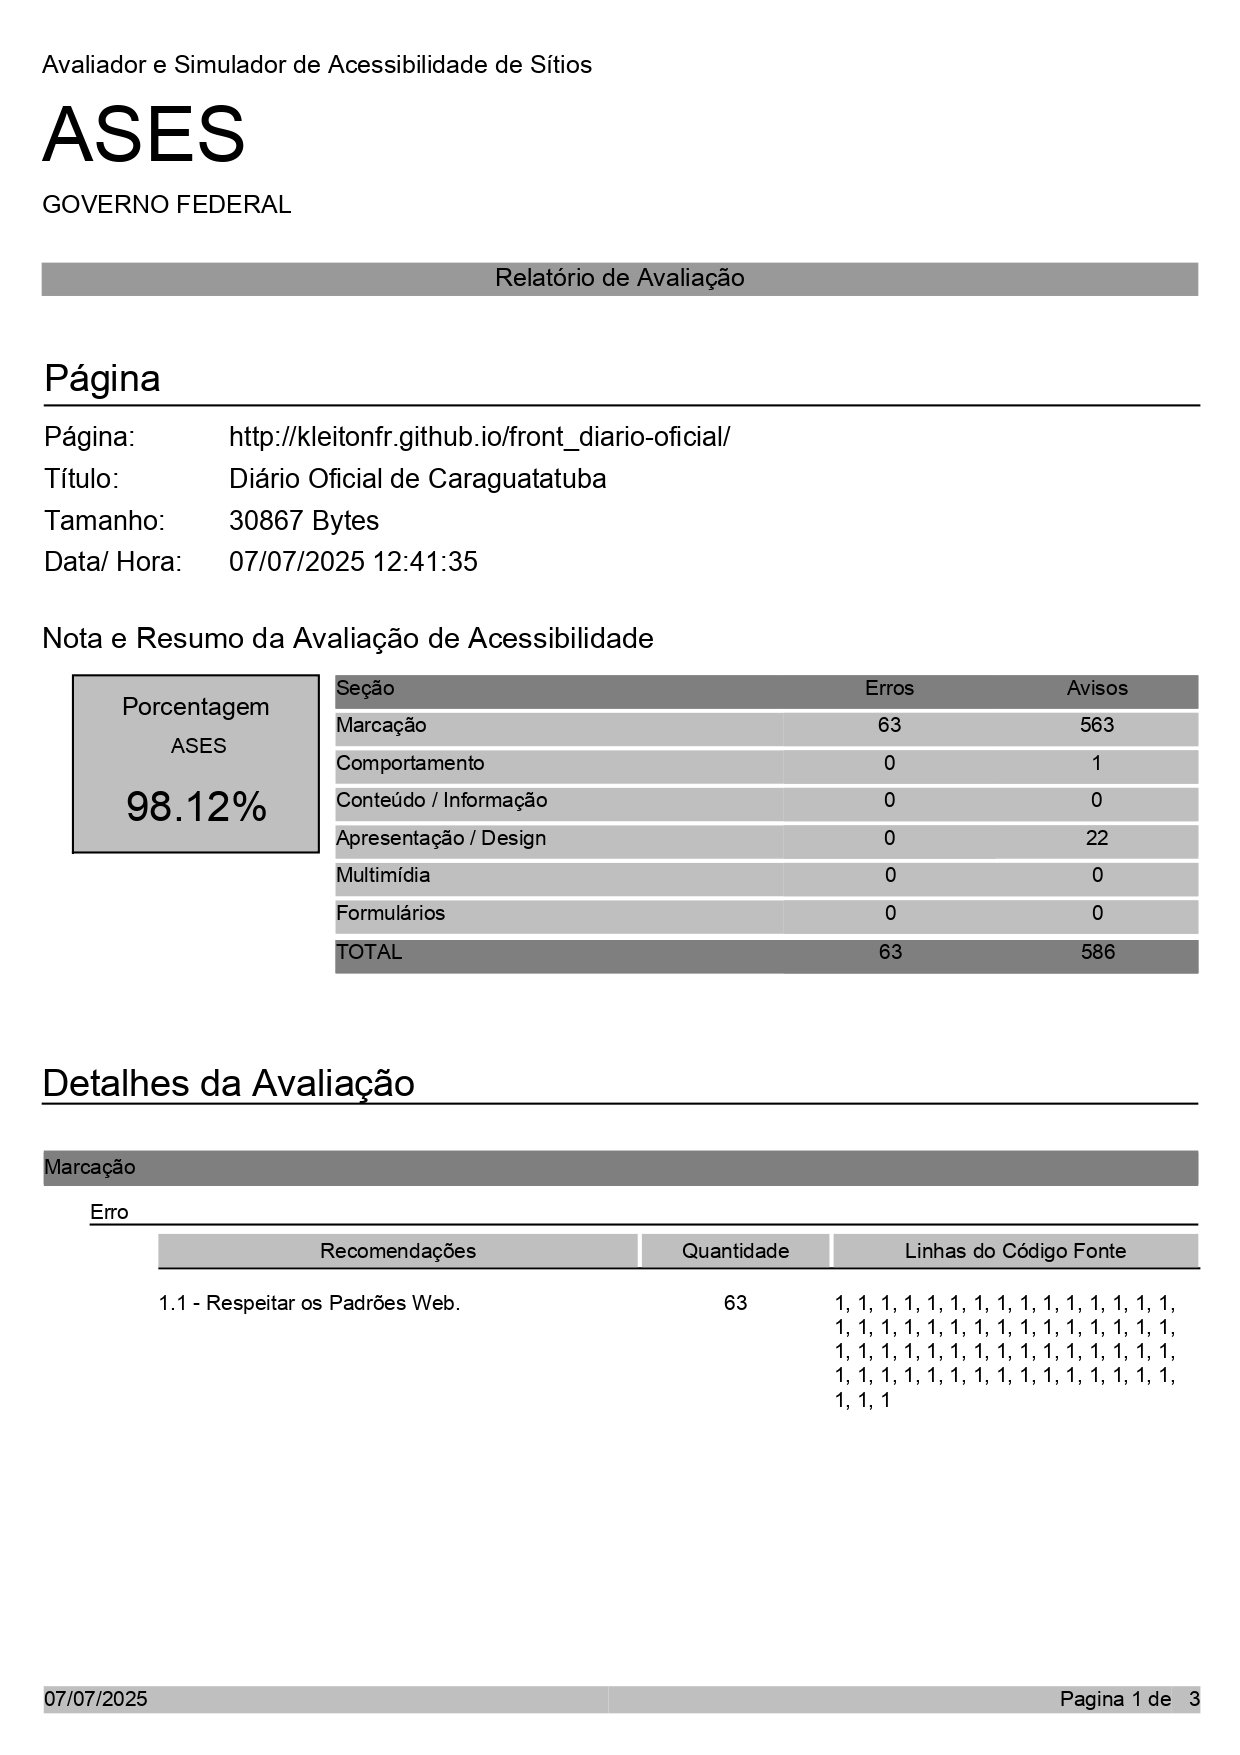 Avaliador e Simulador de Acessibilidade de Sítios
ASES
GOVERNO FEDERAL
Relatório de Avaliação
Página
Página: http://kleitonfr.github.io/front_diario-oficial/
Título: Diário Oficial de Caraguatatuba
Tamanho: 30867 Bytes
Data/ Hora: 07/07/2025 12:41:35
Nota e Resumo da Avaliação de Acessibilidade
Porcentagem
ASES
98.12%
Seção Erros Avisos
Marcação 63 563
Comportamento 0 1
Conteúdo / Informação 0 0
Apresentação / Design 0 22
Multimídia 0 0
Formulários 0 0
TOTAL 63 586
Detalhes da Avaliação
Marcação
Erro
Recomendações Quantidade Linhas do Código Fonte
1.1 - Respeitar os Padrões Web. 63 1, 1, 1, 1, 1, 1, 1, 1, 1, 1, 1, 1, 1, 1, 1,
1, 1, 1, 1, 1, 1, 1, 1, 1, 1, 1, 1, 1, 1, 1,
1, 1, 1, 1, 1, 1, 1, 1, 1, 1, 1, 1, 1, 1, 1,
1, 1, 1, 1, 1, 1, 1, 1, 1, 1, 1, 1, 1, 1, 1,
1, 1, 1
07/07/2025 Pagina 1 de 3